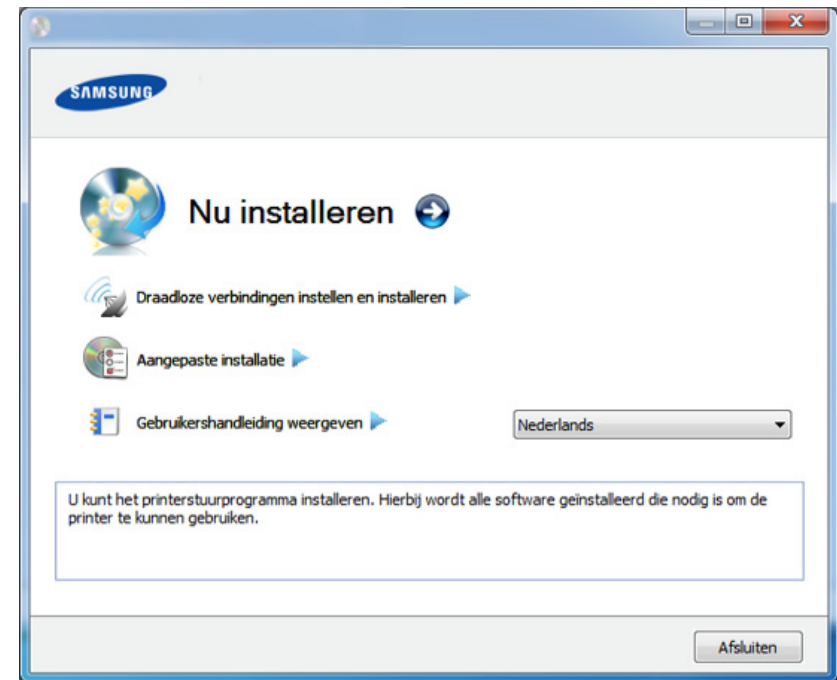 SAMSUNG
Nu installeren
Draadloze verbindingen instellen en installeren
Aangepaste installatie
Gebruikershandleiding weergeven
Nederlands
U kunt het printerstuurprogramma installeren. Hierbij wordt alle software geïnstalleerd die nodig is om de
printer te kunnen gebruiken.
Afsluiten